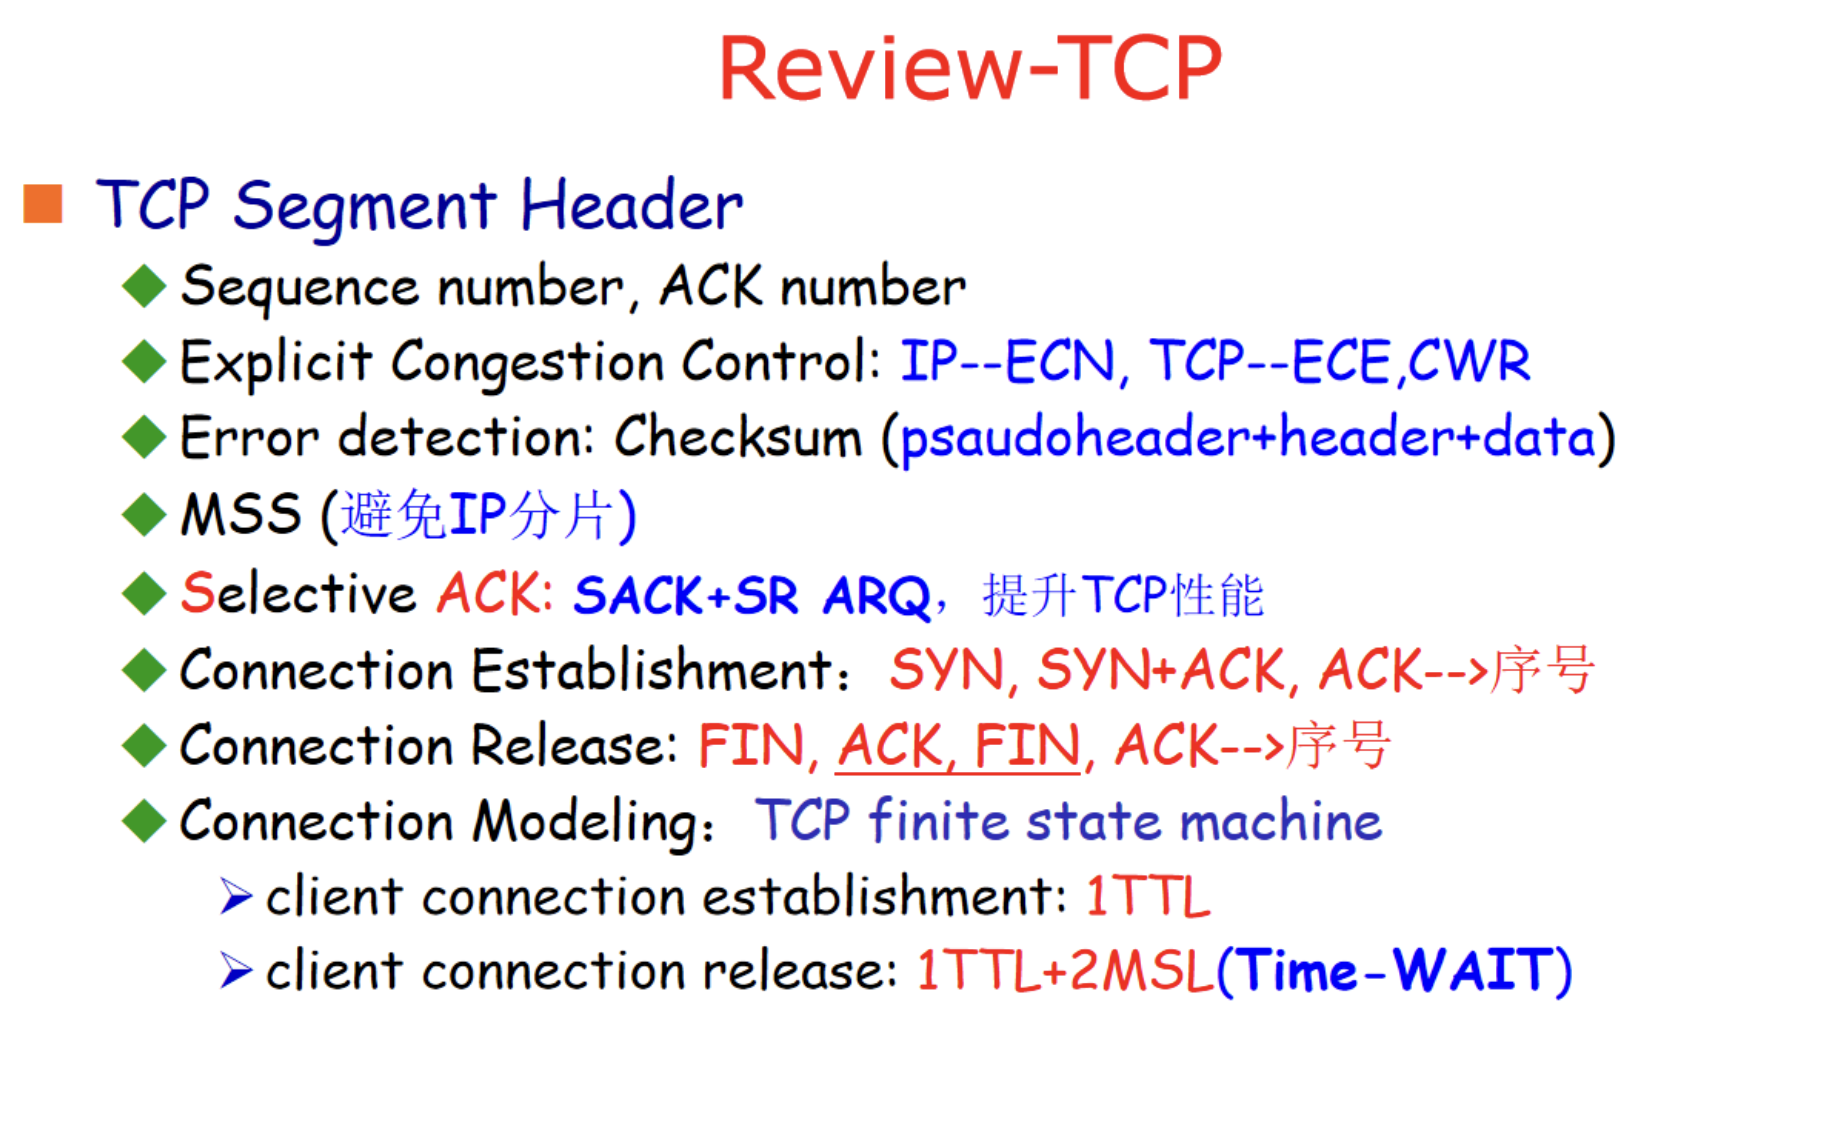 Review-TCP
TCP Segment Header
Sequence number, ACK number
Explicit Congestion Control: IP--ECN, TCP--ECE,CWR
Error detection: Checksum (psaudoheader+header+data)
MSS (避免IP分片)
Selective ACK: SACK+SR ARQ，提升TCP性能
Connection Establishment：SYN, SYN+ACK, ACK-->序号
Connection Release: FIN, ACK, FIN, ACK-->序号
Connection Modeling：TCP finite state machine
client connection establishment: 1TTL
client connection release: 1TTL+2MSL(Time-WAIT)